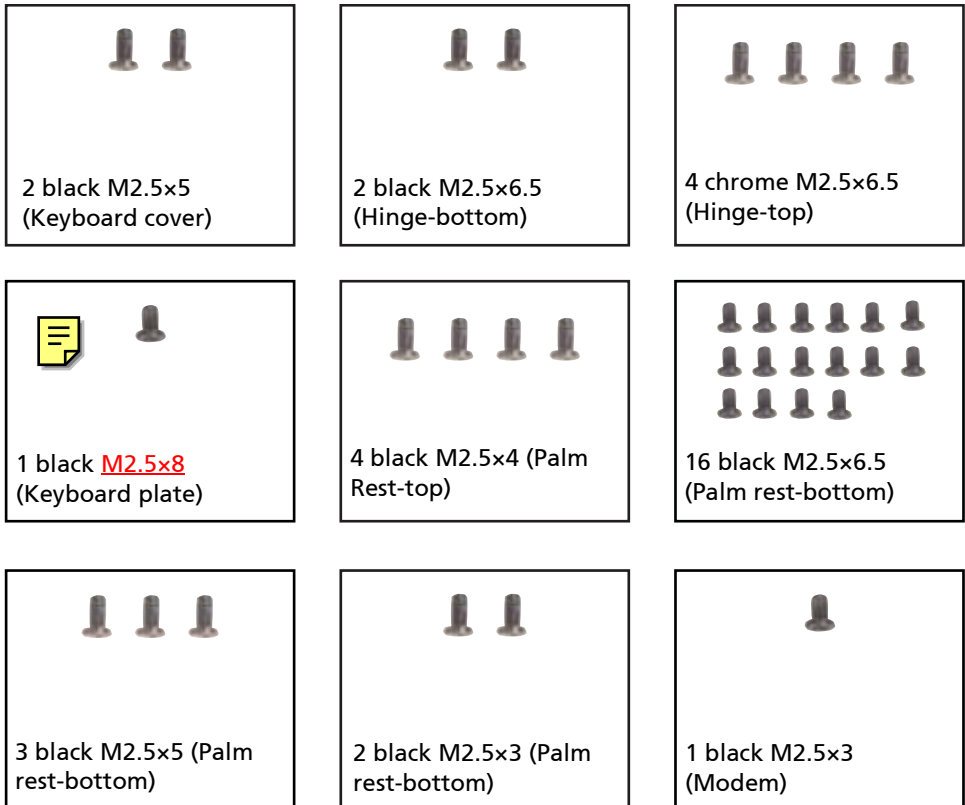 2 black M2.5×5
(Keyboard cover)
2 black M2.5×6.5
(Hinge-bottom)
4 chrome M2.5×6.5
(Hinge-top)
1 black M2.5×8
(Keyboard plate)
4 black M2.5×4 (Palm
Rest-top)
16 black M2.5×6.5
(Palm rest-bottom)
3 black M2.5×5 (Palm
rest-bottom)
2 black M2.5×3 (Palm
rest-bottom)
1 black M2.5×3
(Modem)